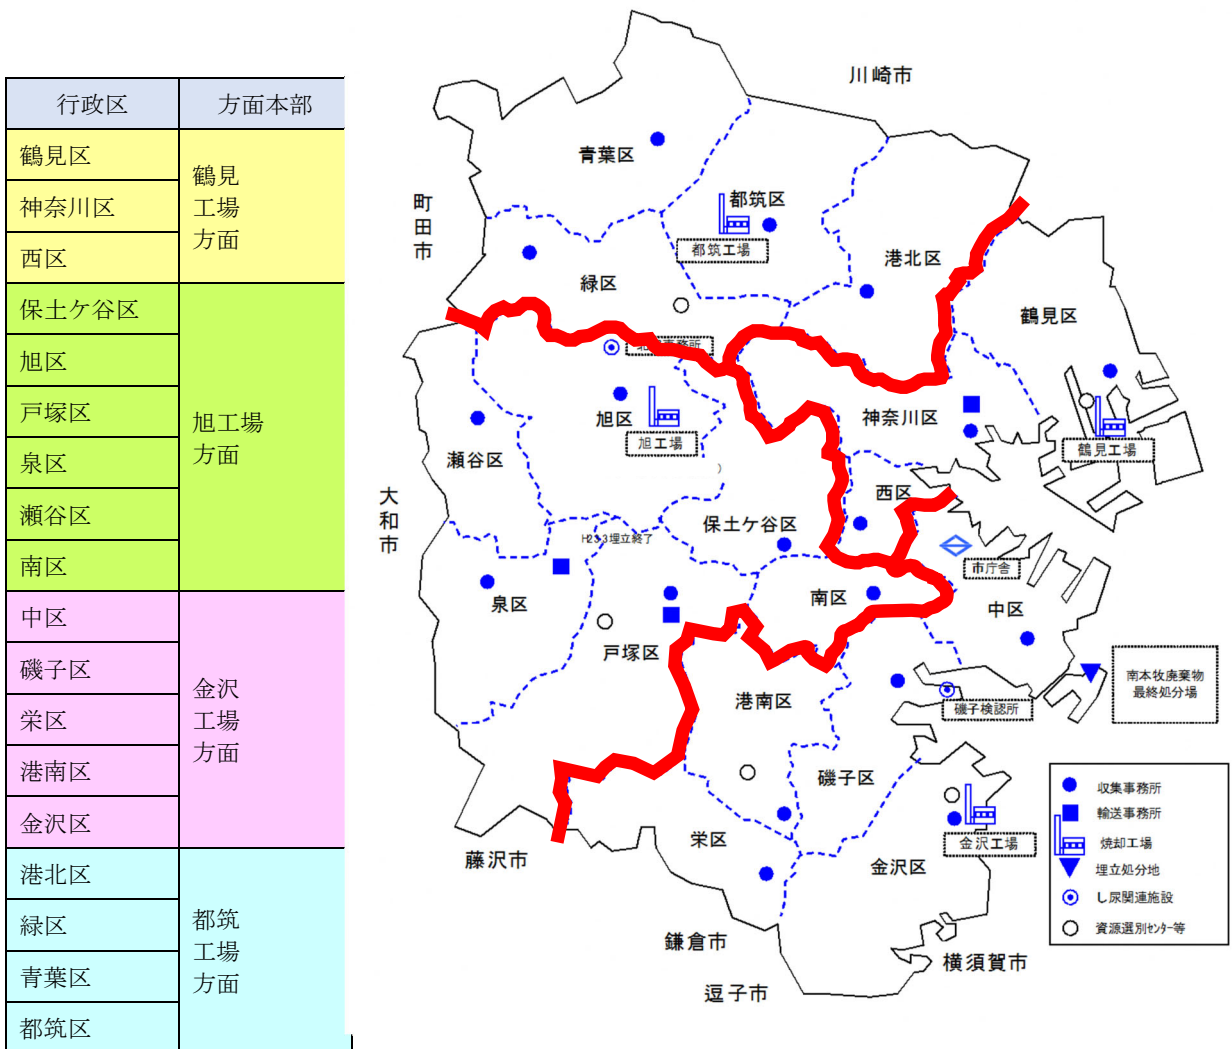 行政区
方面本部
鶴見区
神奈川区
西区
鶴見
工場
方面
保土ケ谷区
旭区
戸塚区
泉区
瀬谷区
南区
旭工場
方面
中区
磯子区
栄区
港南区
金沢区
金沢
工場
方面
港北区
緑区
青葉区
都筑区
都筑
工場
方面
川崎市
町田市
大和市
藤沢市
鎌倉市
逗子市
横須賀市
青葉区
都筑区
都筑工場
港北区
緑区
鶴見区
鶴見工場
神奈川区
旭区
旭工場
瀬谷区
西区
保土ケ谷区
H23.3埋立終了
市庁舎
泉区
南区
中区
戸塚区
港南区
南本牧廃棄物
最終処分場
磯子検認所
磯子区
栄区
金沢工場
金沢区
収集事務所
輸送事務所
焼却工場
埋立処分地
し尿関連施設
資源選別センター等